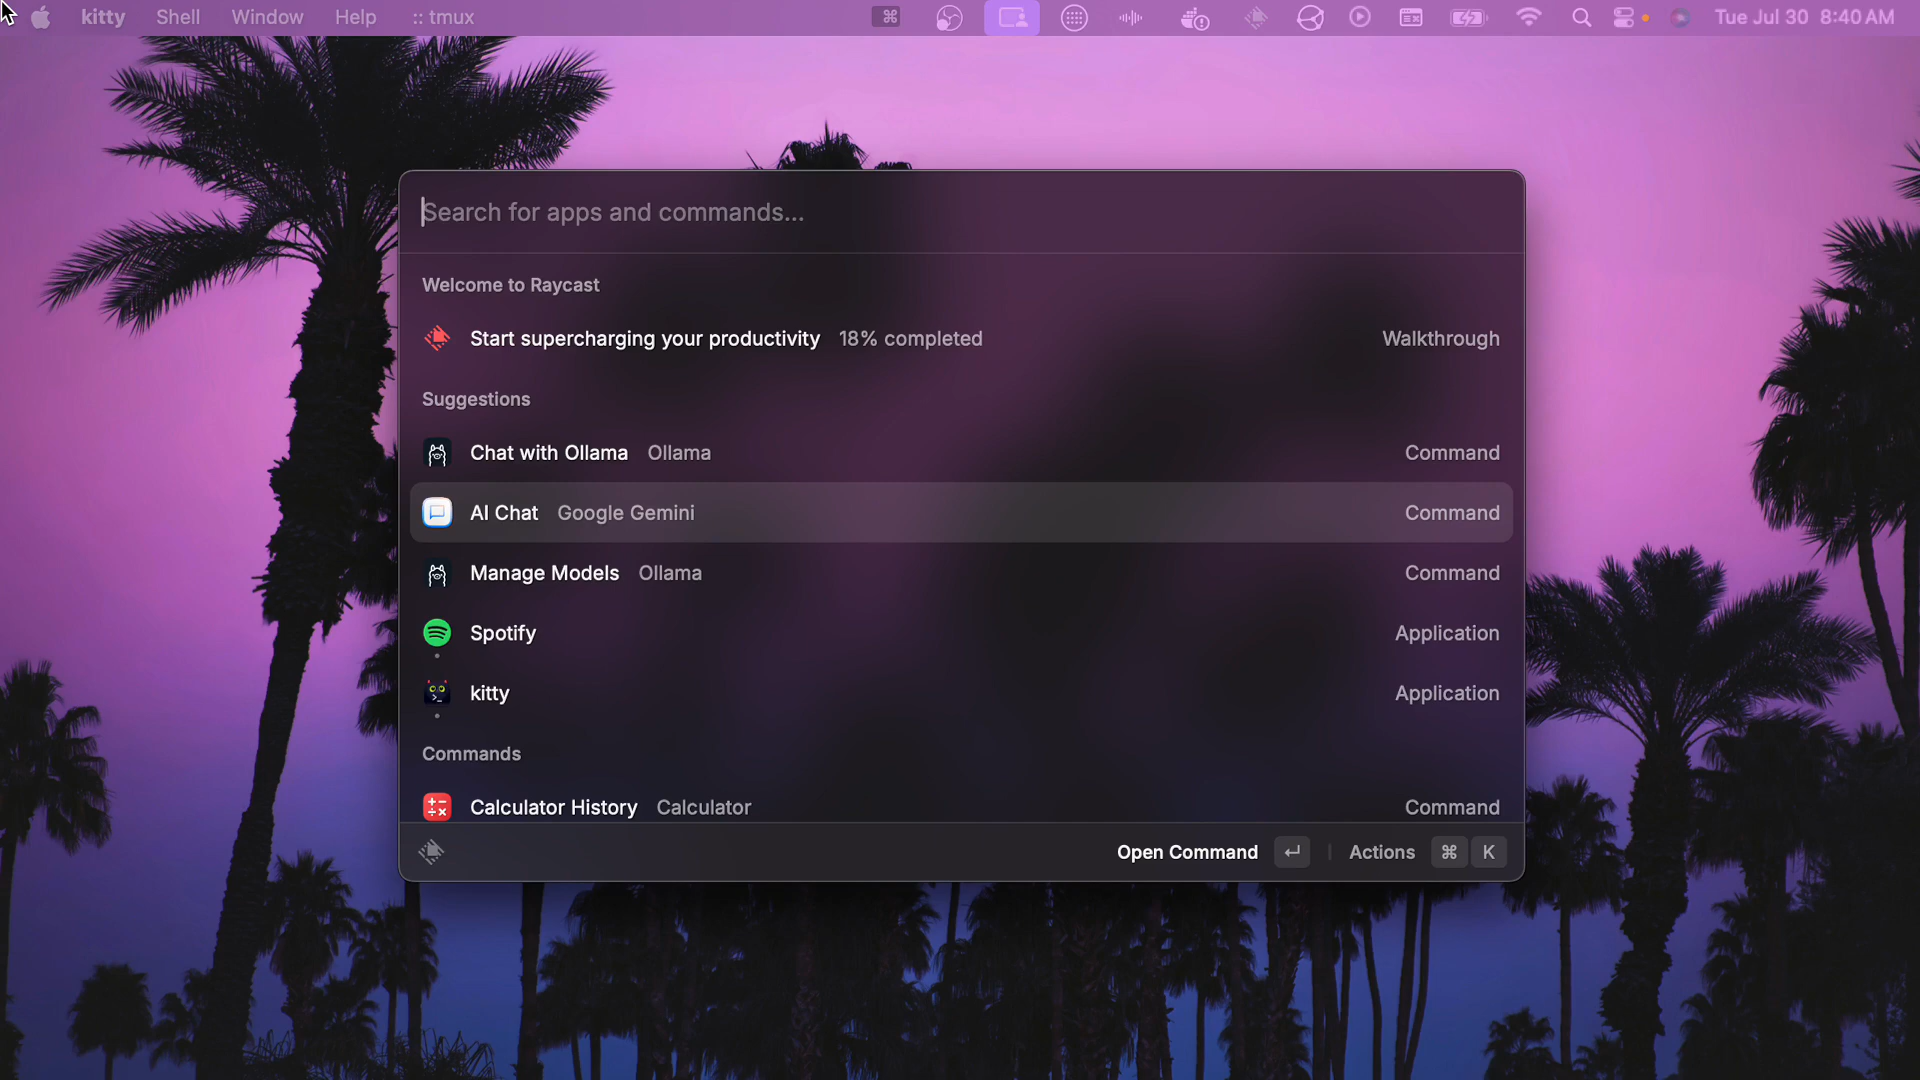 kitty Shell Window Help :: tmux ⌘ Tue Jul 30 8:40 AM
Search for apps and commands...
Welcome to Raycast
Start supercharging your productivity 18% completed Walkthrough
Suggestions
Chat with Ollama Ollama Command
AI Chat Google Gemini Command
Manage Models Ollama Command
Spotify Application
kitty Application
Commands
Calculator History Calculator Command
Open Command ↵ Actions ⌘ K